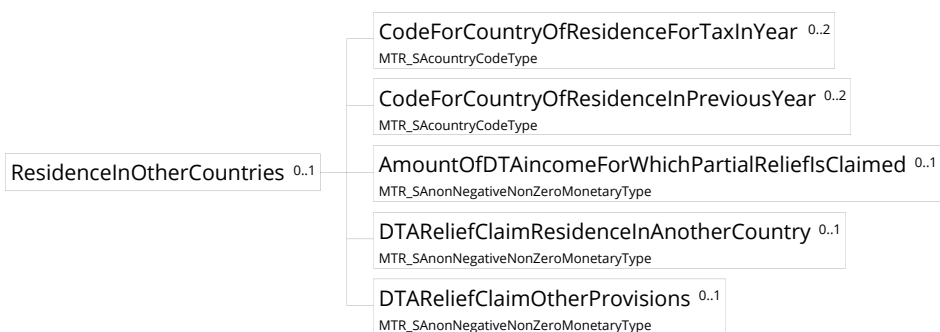 CodeForCountryOfResidenceForTaxInYear 0..2
MTR_SAcountryCodeType
CodeForCountryOfResidenceInPreviousYear 0..2
MTR_SAcountryCodeType
ResidenceInOtherCountries 0..1
AmountOfDTAincomeForWhichPartialReliefIsClaimed 0..1
MTR_SAnonNegativeNonZeroMonetaryType
DTAReliefClaimResidenceInAnotherCountry 0..1
MTR_SAnonNegativeNonZeroMonetaryType
DTAReliefClaimOtherProvisions 0..1
MTR_SAnonNegativeNonZeroMonetaryType